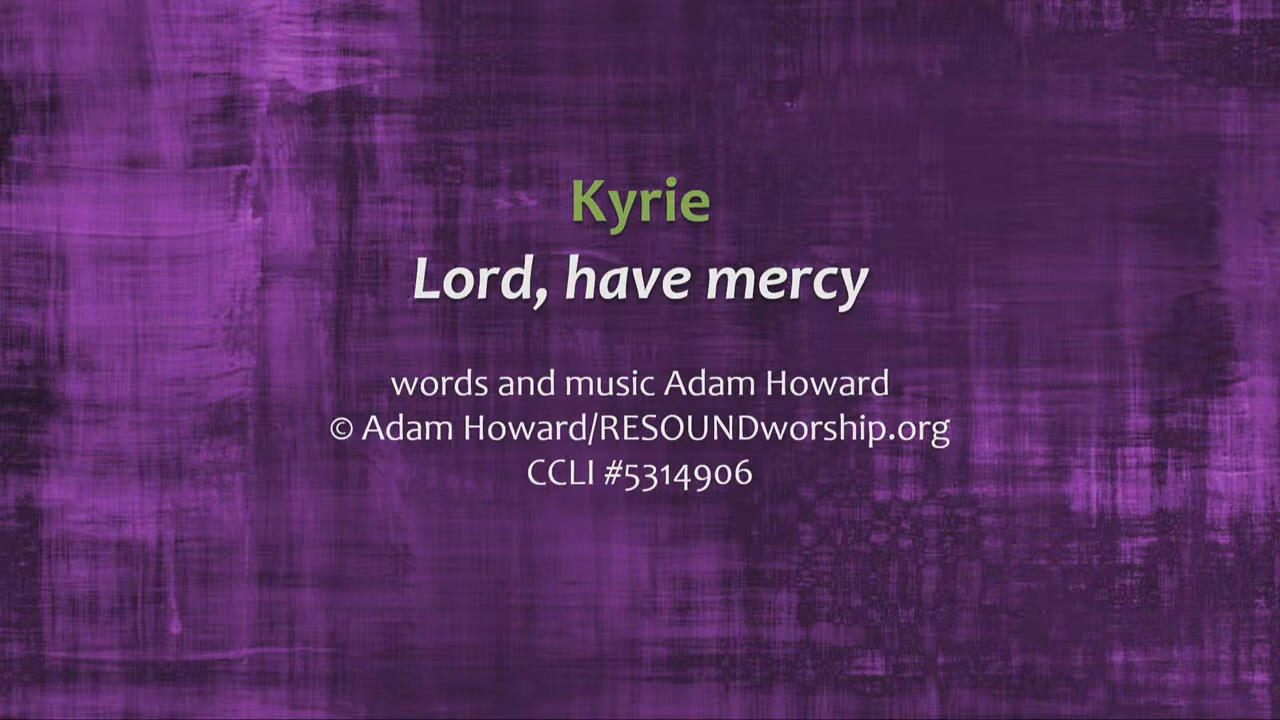 Kyrie
Lord, have mercy
words and music Adam Howard
© Adam Howard/RESOUNDworship.org
CCLI #5314906